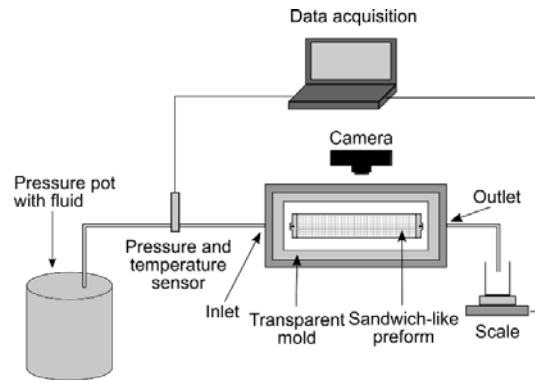 Data acquisition
Camera
Pressure pot
with fluid
Outlet
Pressure and
temperature
sensor
Inlet
Transparent
mold
Sandwich-like
preform
Scale